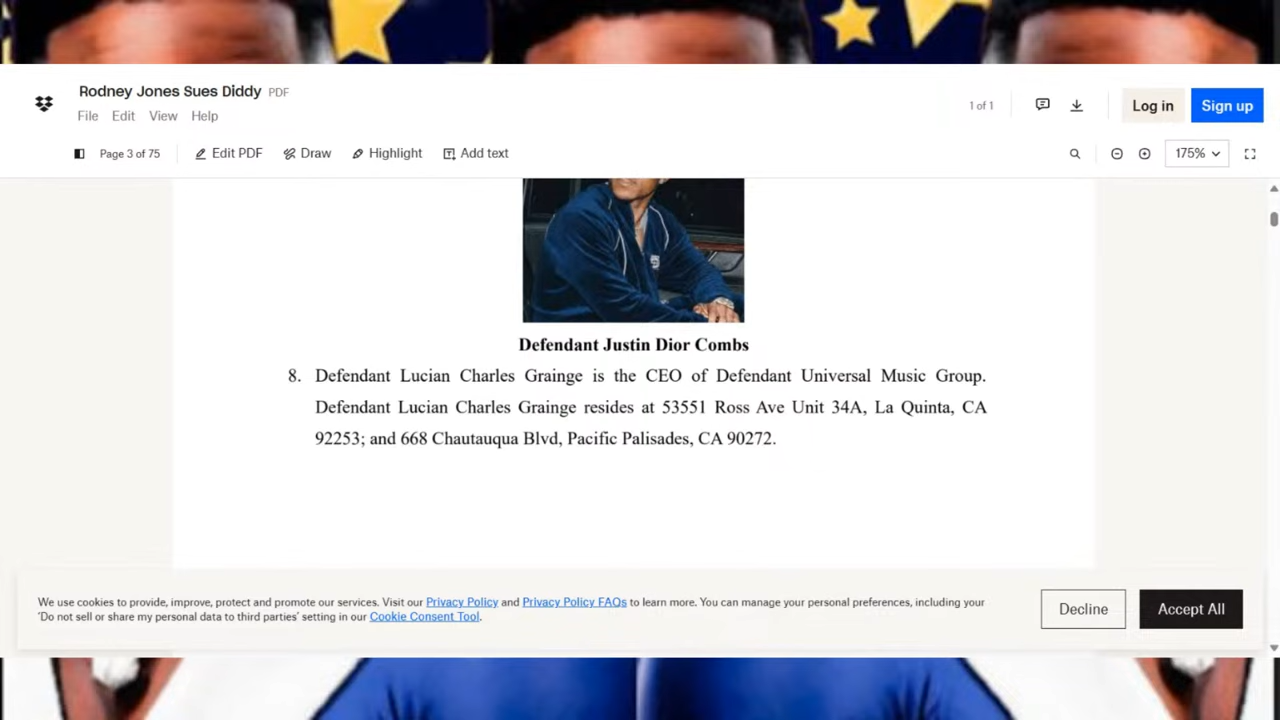 Rodney Jones Sues Diddy PDF
File Edit View Help
1 of 1
Log in
Sign up
Page 3 of 75
Edit PDF
Draw
Highlight
Add text
175%
Defendant Justin Dior Combs
8. Defendant Lucian Charles Grainge is the CEO of Defendant Universal Music Group.
Defendant Lucian Charles Grainge resides at 53551 Ross Ave Unit 34A, La Quinta, CA
92253; and 668 Chautauqua Blvd, Pacific Palisades, CA 90272.
We use cookies to provide, improve, protect and promote our services. Visit our Privacy Policy and Privacy Policy FAQs to learn more. You can manage your personal preferences, including your
'Do not sell or share my personal data to third parties' setting in our Cookie Consent Tool.
Decline
Accept All